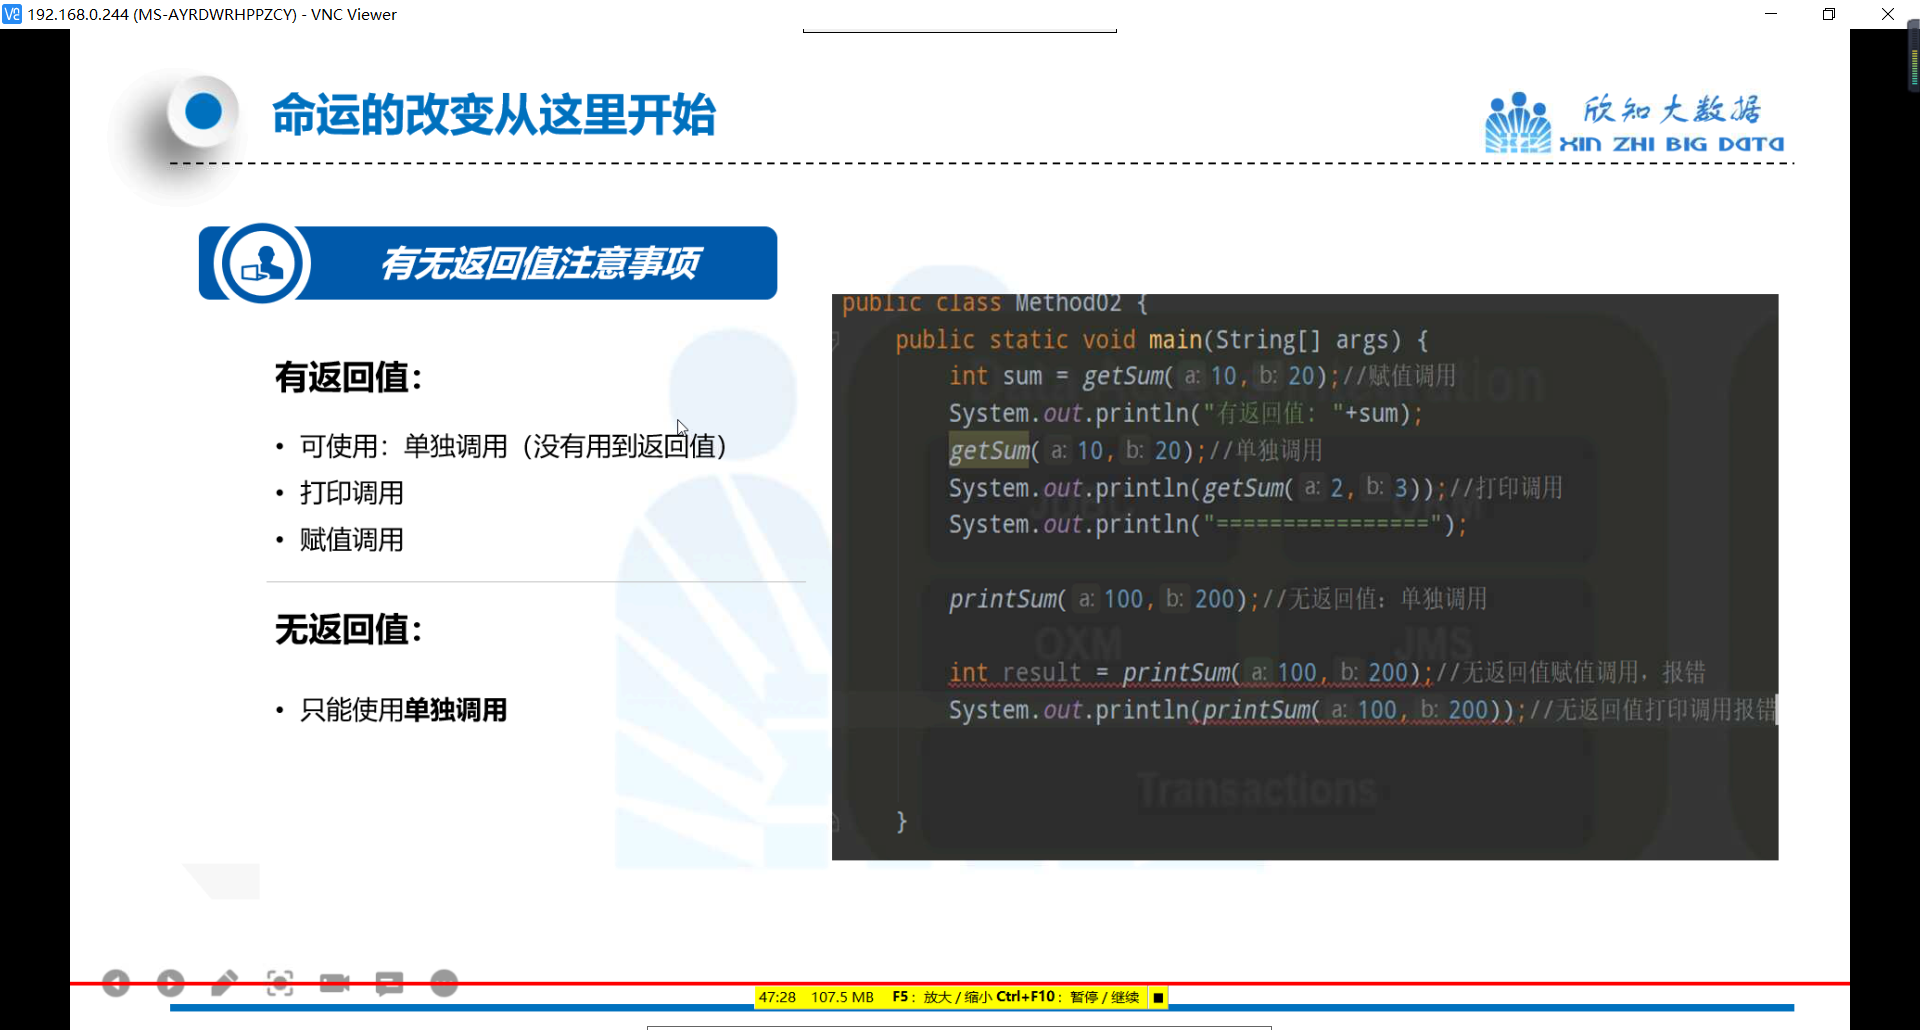 192.168.0.244 (MS-AYRDWRHPPZCY) - VNC Viewer
命运的改变从这里开始
欣知大数据
XIN ZHI BIG DATA
有无返回值注意事项
有返回值：
• 可使用：单独调用（没有用到返回值）
• 打印调用
• 赋值调用
无返回值：
• 只能使用单独调用
public class Method02 {
public static void main(String[] args) {
int sum = getSum( a: 10, b: 20);//赋值调用
System.out.println("有返回值: "+sum);
getSum( a: 10, b: 20);//单独调用
System.out.println(getSum( a: 2, b: 3));//打印调用
System.out.println("================");
printSum( a: 100, b: 200);//无返回值：单独调用
int result = printSum( a: 100, b: 200);//无返回值赋值调用，报错
System.out.println(printSum( a: 100, b: 200));//无返回值打印调用报错
}
OXM
JMS
Transactions
47:28 107.5 MB F5：放大 / 缩小 Ctrl+F10：暂停 / 继续